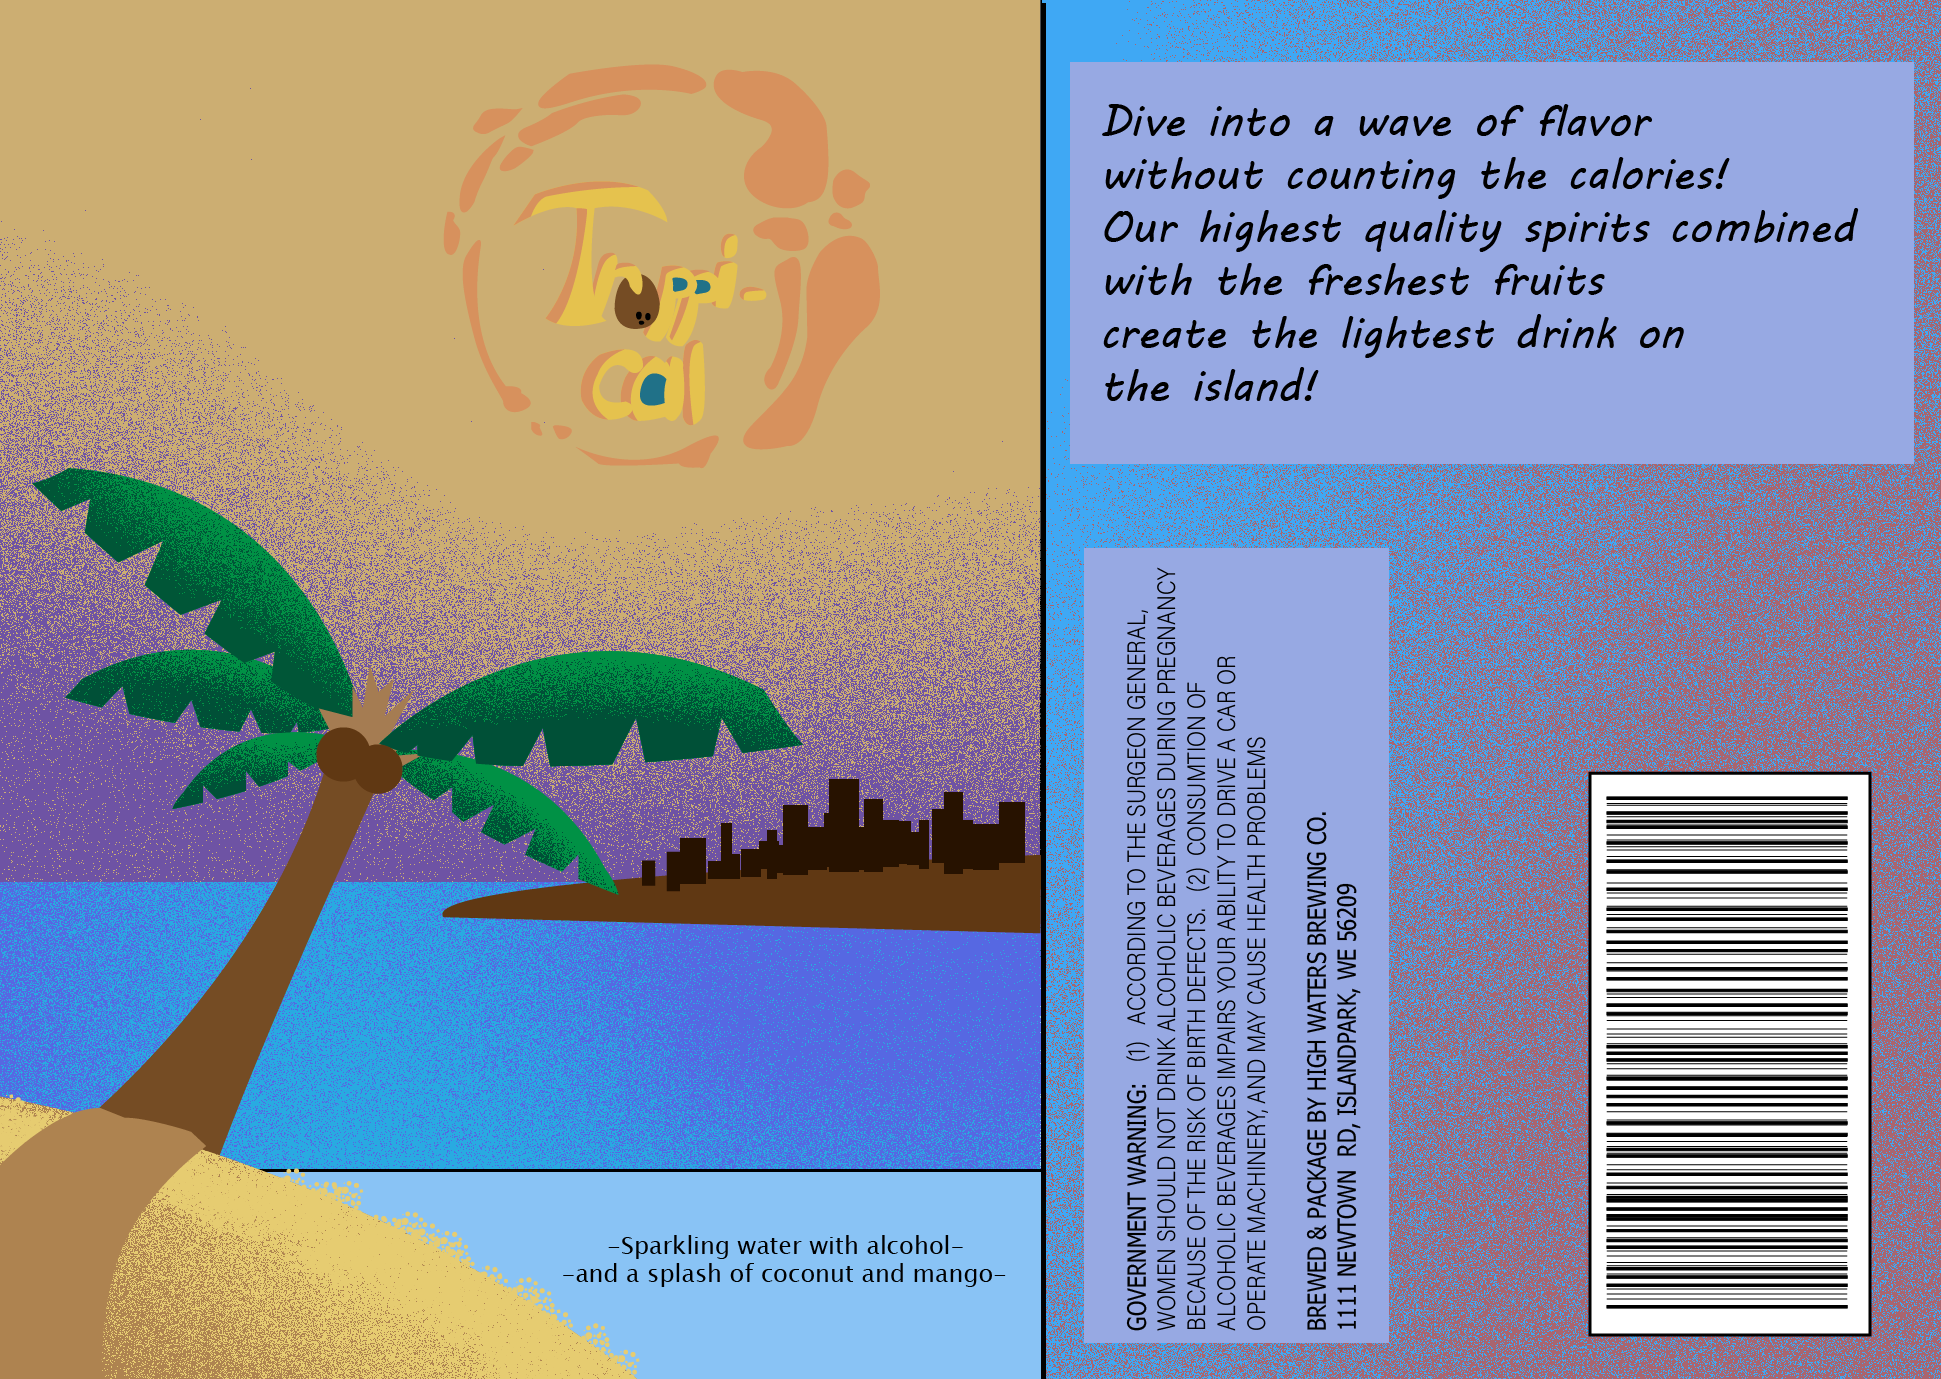 Troppi-
cal
-Sparkling water with alcohol-
-and a splash of coconut and mango-
Dive into a wave of flavor
without counting the calories!
Our highest quality spirits combined
with the freshest fruits
create the lightest drink on
the island!
GOVERNMENT WARNING: (1) ACCORDING TO THE SURGEON GENERAL,
WOMEN SHOULD NOT DRINK ALCOHOLIC BEVERAGES DURING PREGNANCY
BECAUSE OF THE RISK OF BIRTH DEFECTS. (2) CONSUMTION OF
ALCOHOLIC BEVERAGES IMPAIRS YOUR ABILITY TO DRIVE A CAR OR
OPERATE MACHINERY, AND MAY CAUSE HEALTH PROBLEMS
BREWED & PACKAGE BY HIGH WATERS BREWING CO.
1111 NEWTOWN RD, ISLANDPARK, WE 56209